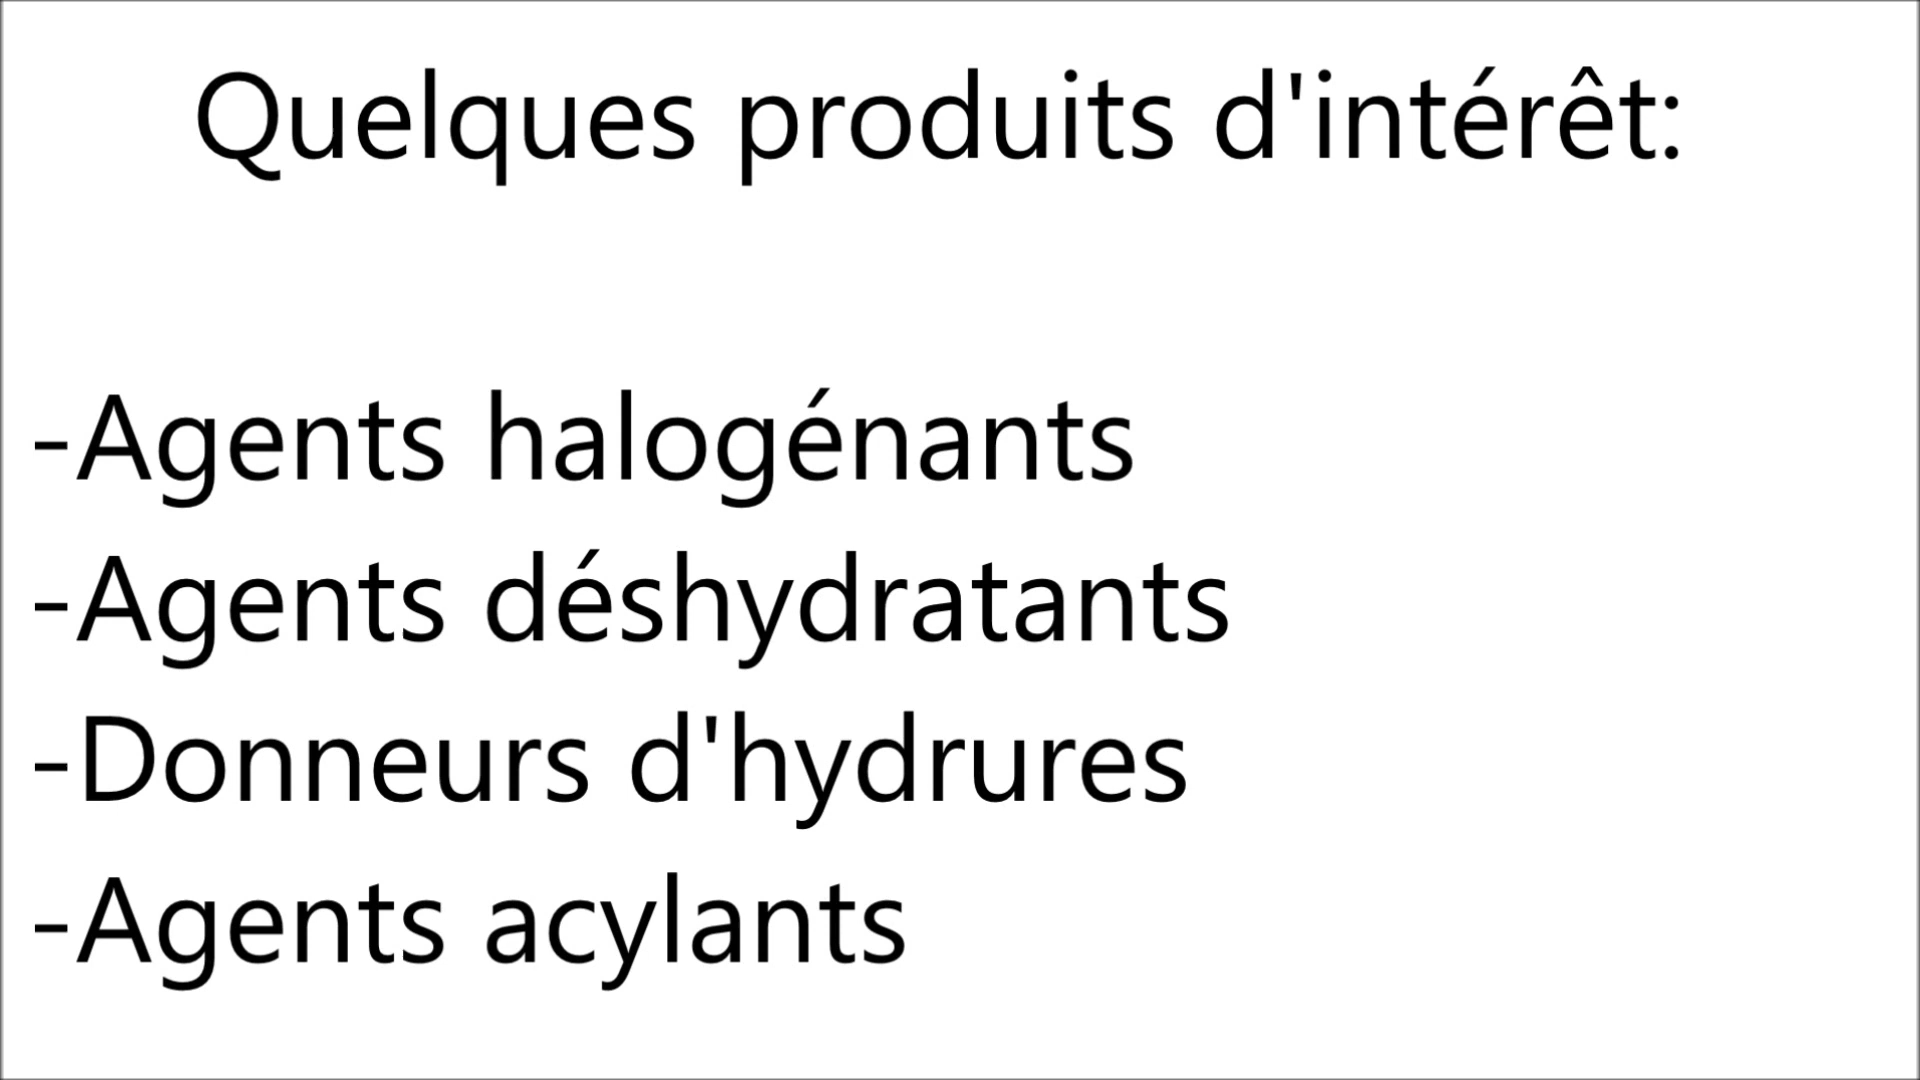 Quelques produits d'intérêt:
-Agents halogénants
-Agents déshydratants
-Donneurs d'hydrures
-Agents acylants